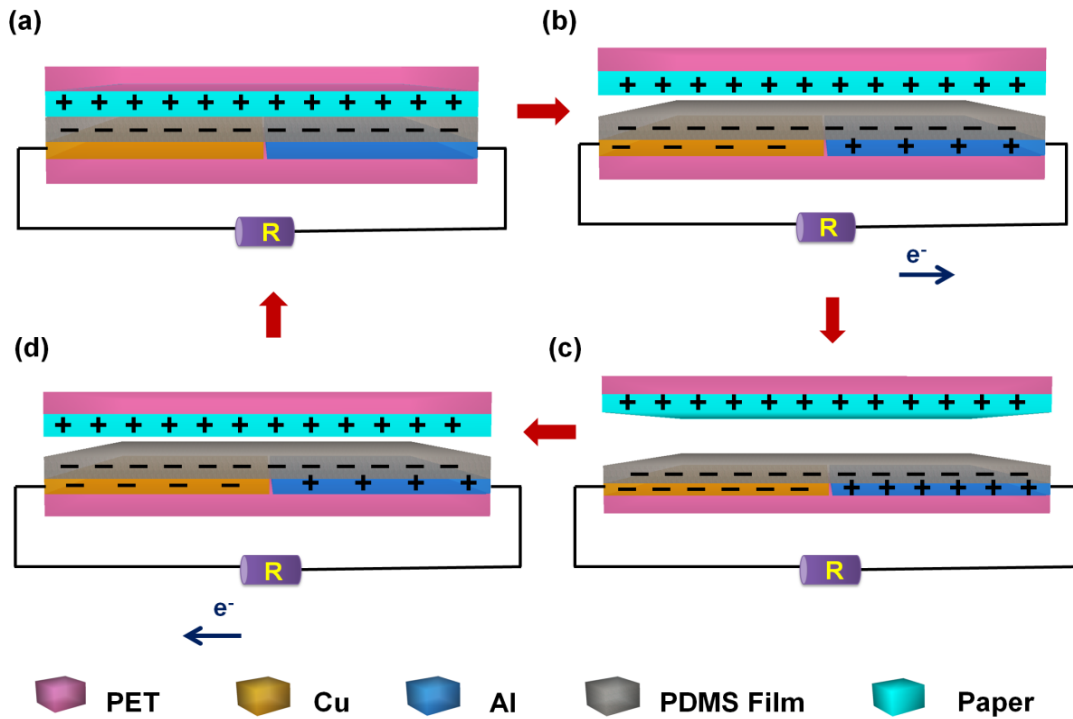 (a)
(b)
+ + + + + + + + + + + +
+ + + + + + + + + + + +
− − − − − − − − − − − −
− − − − − − − − − − − −
− − − − + + + +
R
R
e-
(d)
(c)
+ + + + + + + + + + + +
+ + + + + + + + + + + +
− − − − − − − − − − − −
− − − − − − − − − − − −
− − − − + + + +
− − − − − − + + + + + +
R
R
e-
PET Cu Al PDMS Film Paper